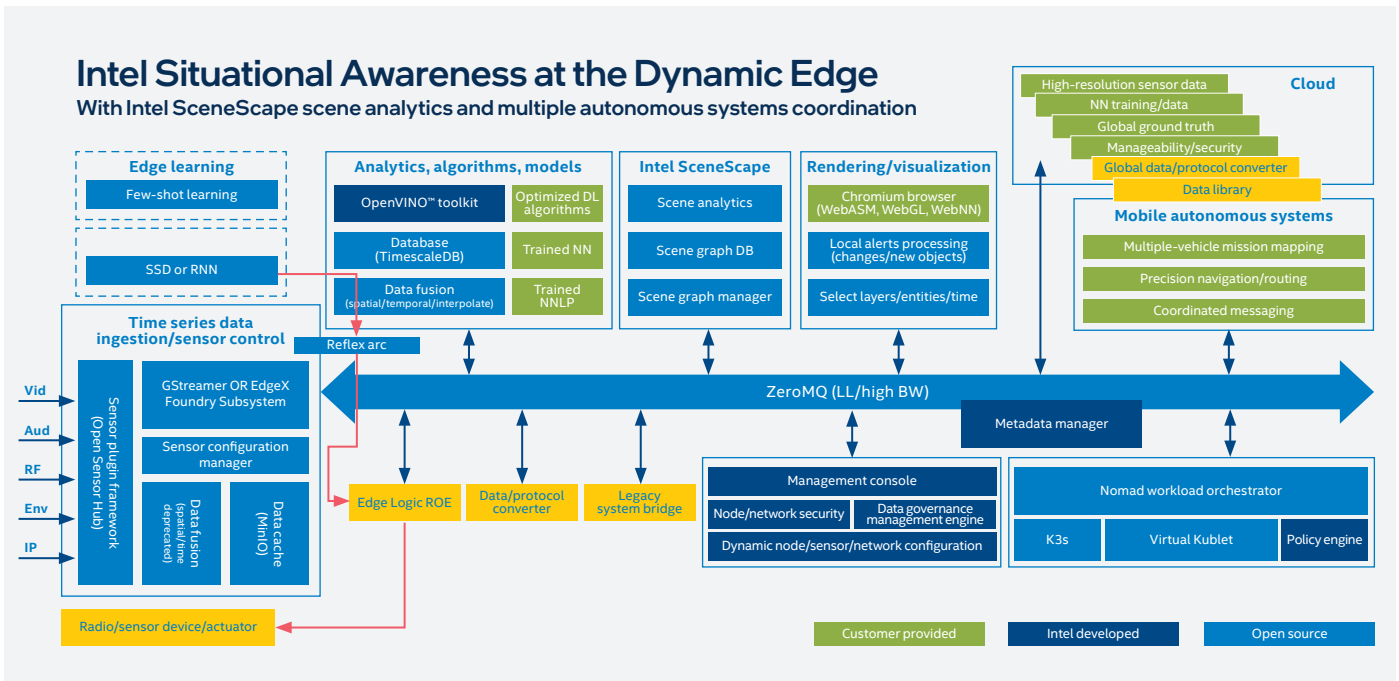 Intel Situational Awareness at the Dynamic Edge
With Intel SceneScape scene analytics and multiple autonomous systems coordination
Cloud
High-resolution sensor data
NN training/data
Global ground truth
Manageability/security
Global data/protocol converter
Data library
Edge learning
Few-shot learning
SSD or RNN
Analytics, algorithms, models
OpenVINO™ toolkit
Optimized DL
algorithms
Database
(TimescaleDB)
Trained NN
Data fusion
(spatial/temporal/interpolate)
Trained
NNLP
Intel SceneScape
Scene analytics
Scene graph DB
Scene graph manager
Rendering/visualization
Chromium browser
(WebASM, WebGL, WebNN)
Local alerts processing
(changes/new objects)
Select layers/entities/time
Mobile autonomous systems
Multiple-vehicle mission mapping
Precision navigation/routing
Coordinated messaging
Time series data
ingestion/sensor control
Reflex arc
Vid
Aud
RF
Env
IP
Sensor plugin framework
(Open Sensor Hub)
GStreamer OR EdgeX
Foundry Subsystem
Sensor configuration
manager
Data fusion
(spatial/time
deprecated)
Data cache
(MinIO)
ZeroMQ (LL/high BW)
Metadata manager
Edge Logic ROE
Data/protocol
converter
Legacy
system bridge
Management console
Node/network security
Data governance
management engine
Dynamic node/sensor/network configuration
Nomad workload orchestrator
K3s
Virtual Kublet
Policy engine
Radio/sensor device/actuator
Customer provided
Intel developed
Open source